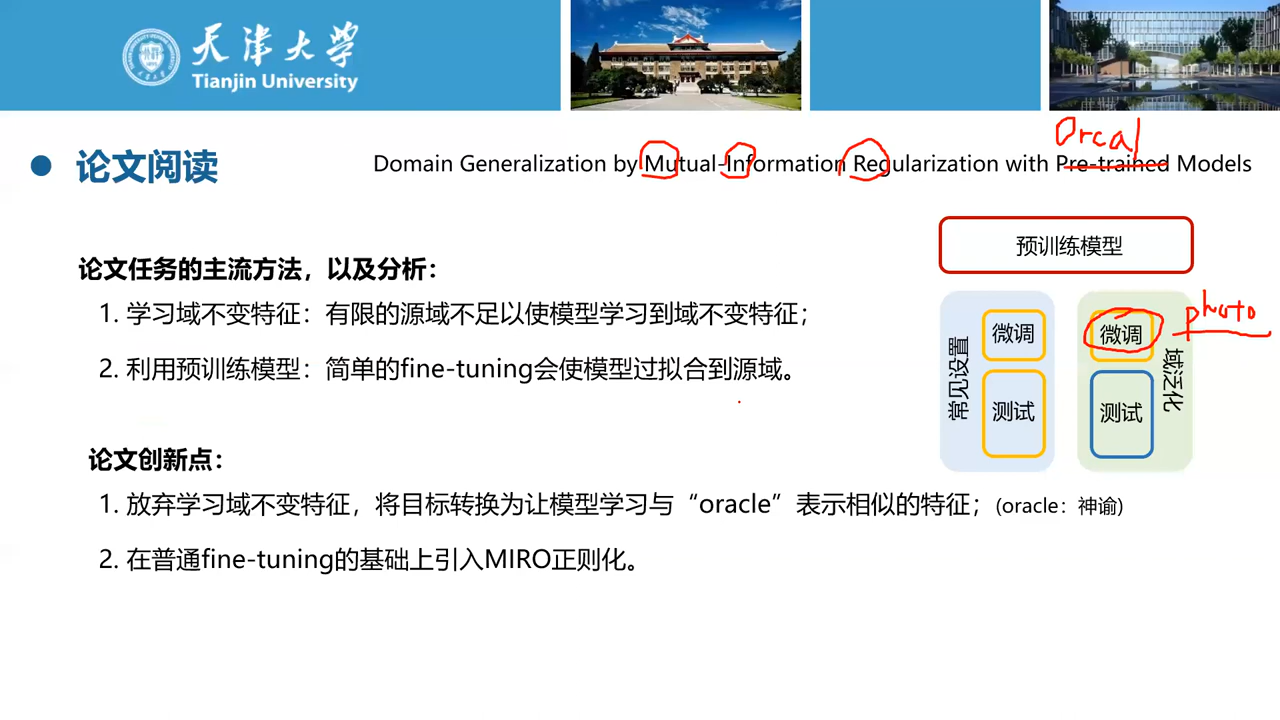 天津大学
Tianjin University
Orcal
论文阅读
Domain Generalization by Mutual-Information Regularization with Pre-trained Models
预训练模型
论文任务的主流方法，以及分析：
1. 学习域不变特征：有限的源域不足以使模型学习到域不变特征；
2. 利用预训练模型：简单的fine-tuning会使模型过拟合到源域。
常见设置
微调
测试
微调
测试
域泛化
photo
论文创新点：
1. 放弃学习域不变特征，将目标转换为让模型学习与“oracle”表示相似的特征；(oracle：神谕)
2. 在普通fine-tuning的基础上引入MIRO正则化。